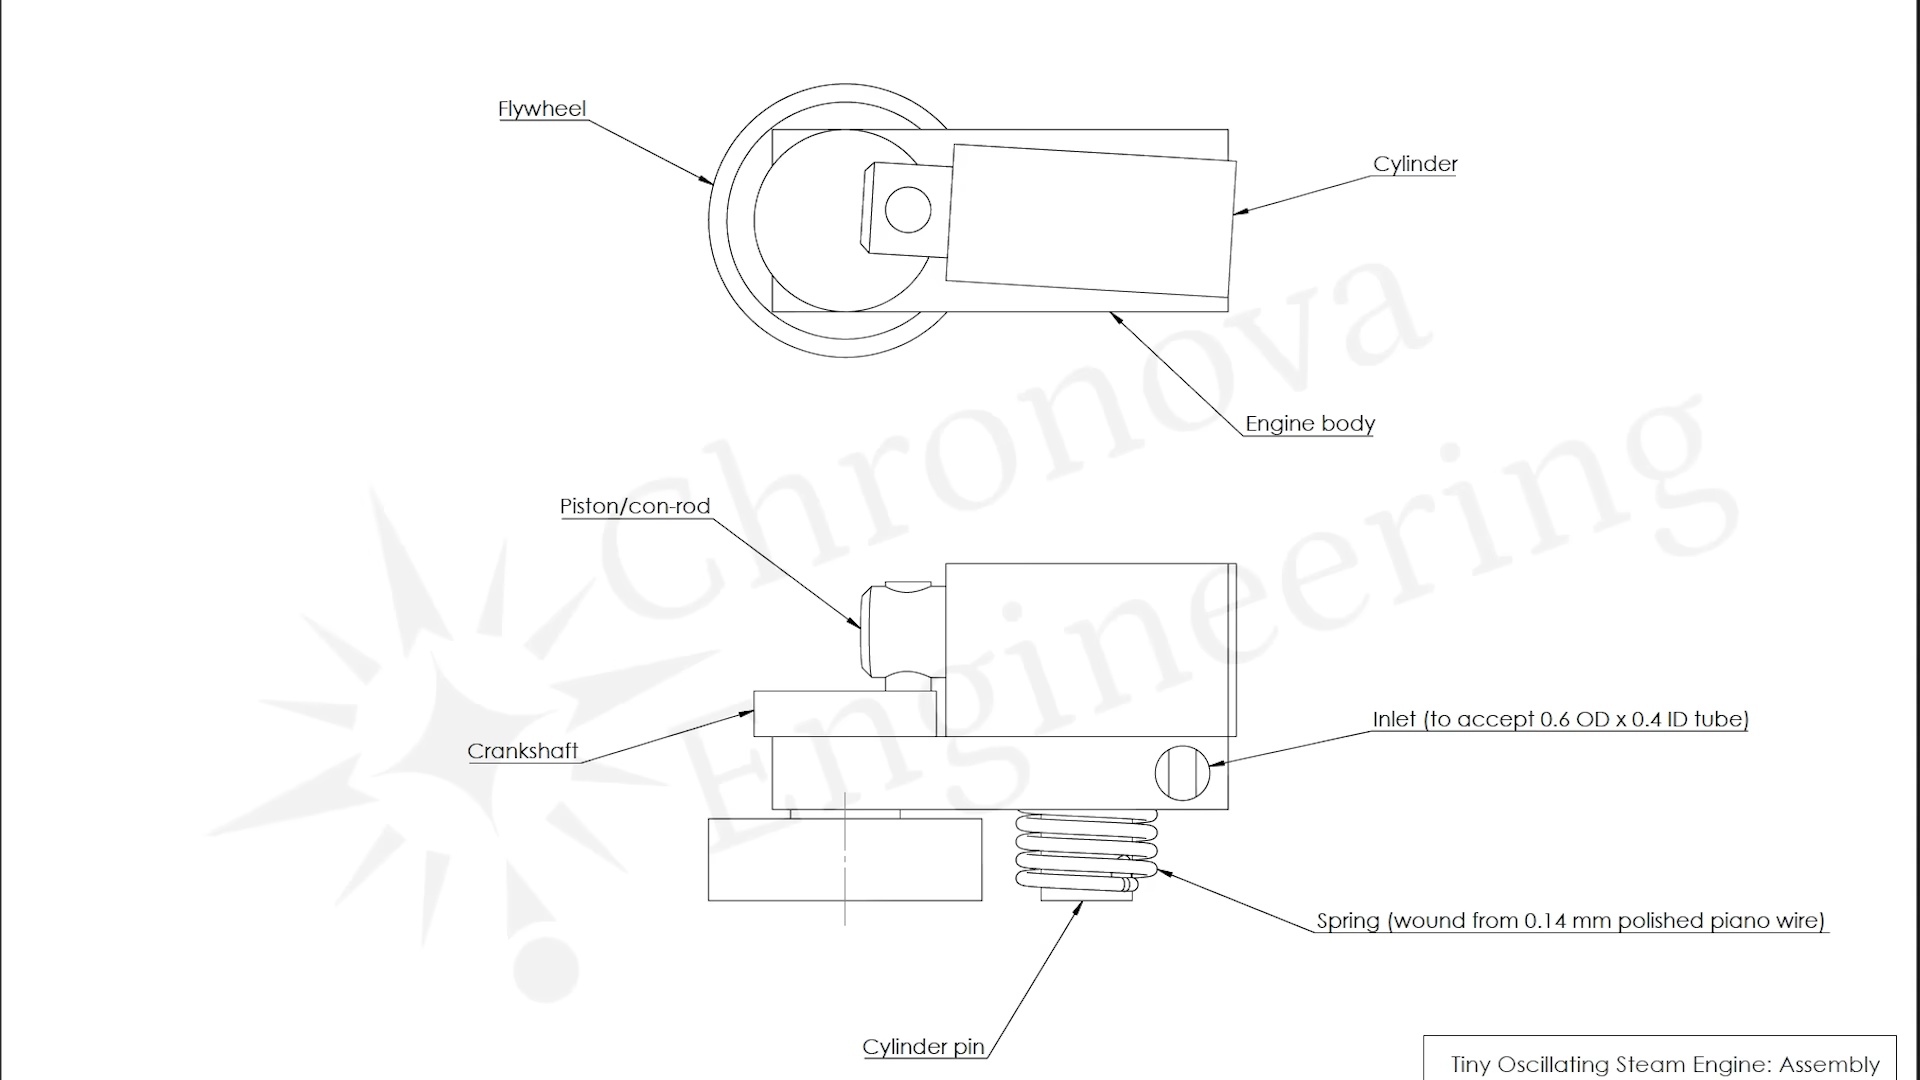 Flywheel
Cylinder
Engine body
Piston/con-rod
Crankshaft
Inlet (to accept 0.6 OD x 0.4 ID tube)
Spring (wound from 0.14 mm polished piano wire)
Cylinder pin
Chronova
Engineering
Tiny Oscillating Steam Engine: Assembly